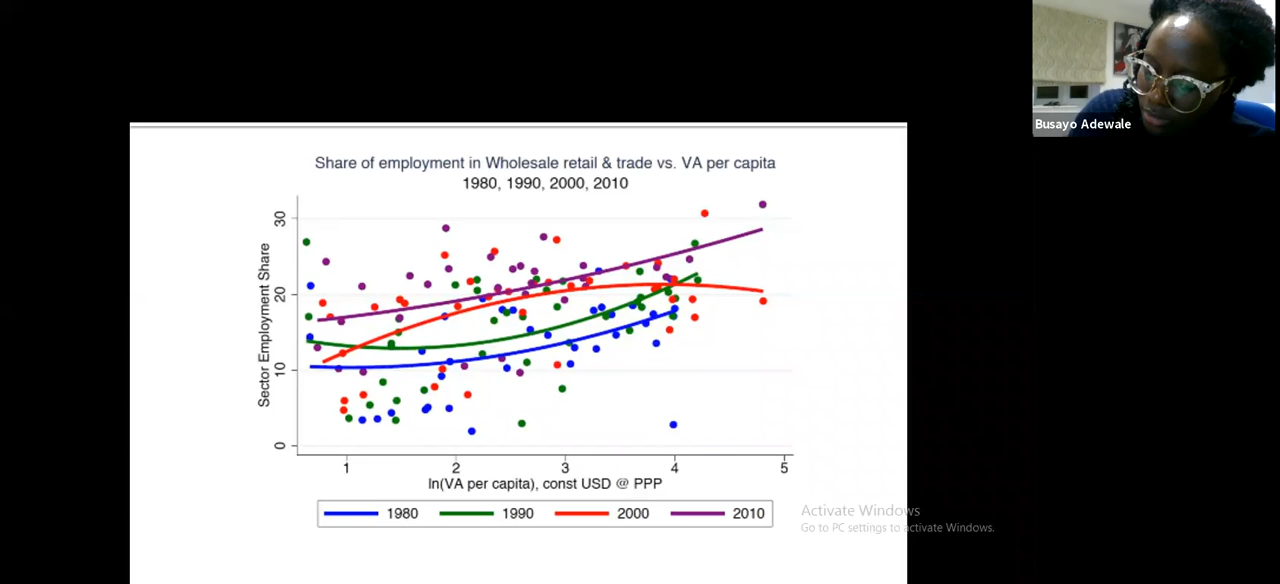 Busayo Adewale
Share of employment in Wholesale retail & trade vs. VA per capita
1980, 1990, 2000, 2010
Sector Employment Share
30
20
10
0
1 2 3 4 5
ln(VA per capita), const USD @ PPP
1980 1990 2000 2010
Activate Windows
Go to PC settings to activate Windows.